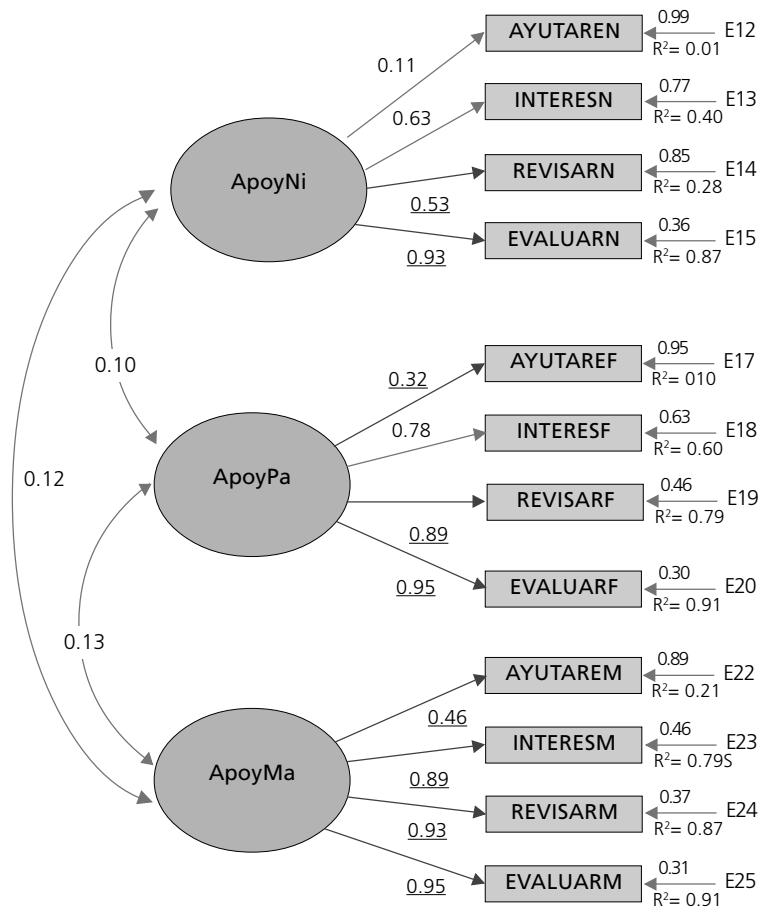 0.99
AYUTAREN
E12
R²= 0.01
0.11
0.77
INTERESN
E13
R²= 0.40
0.63
0.85
REVISARN
E14
R²= 0.28
ApoyNi
0.53
0.36
EVALUARN
E15
R²= 0.87
0.93
0.10
0.95
AYUTAREF
E17
R²= 010
0.32
0.63
INTERESF
E18
R²= 0.60
0.78
ApoyPa
0.12
0.46
REVISARF
E19
R²= 0.79
0.89
0.30
EVALUARF
E20
R²= 0.91
0.95
0.13
0.89
AYUTAREM
E22
R²= 0.21
0.46
0.46
INTERESM
E23
R²= 0.79S
ApoyMa
0.89
0.37
REVISARM
E24
R²= 0.87
0.93
0.31
EVALUARM
E25
R²= 0.91
0.95